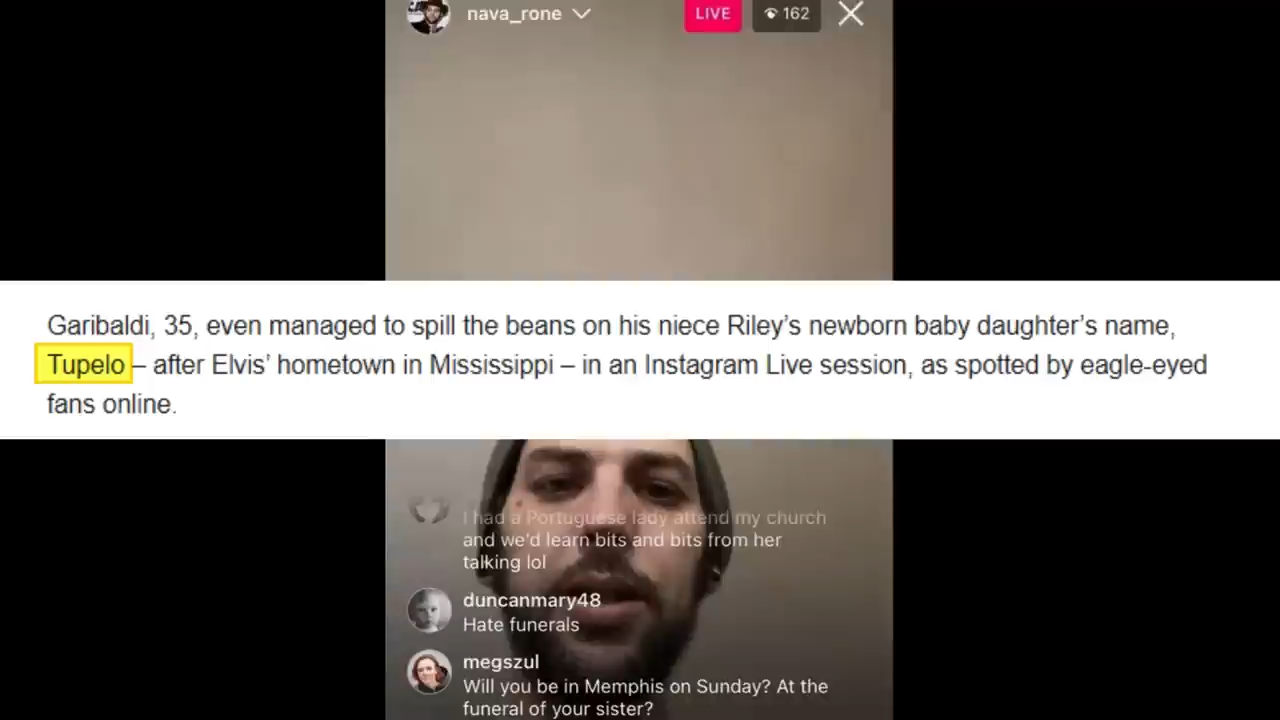 nava_rone
LIVE
162
Garibaldi, 35, even managed to spill the beans on his niece Riley’s newborn baby daughter’s name,
Tupelo – after Elvis’ hometown in Mississippi – in an Instagram Live session, as spotted by eagle-eyed
fans online.
I had a Portuguese lady attend my church
and we'd learn bits and bits from her
talking lol
duncanmary48
Hate funerals
megszul
Will you be in Memphis on Sunday? At the
funeral of your sister?